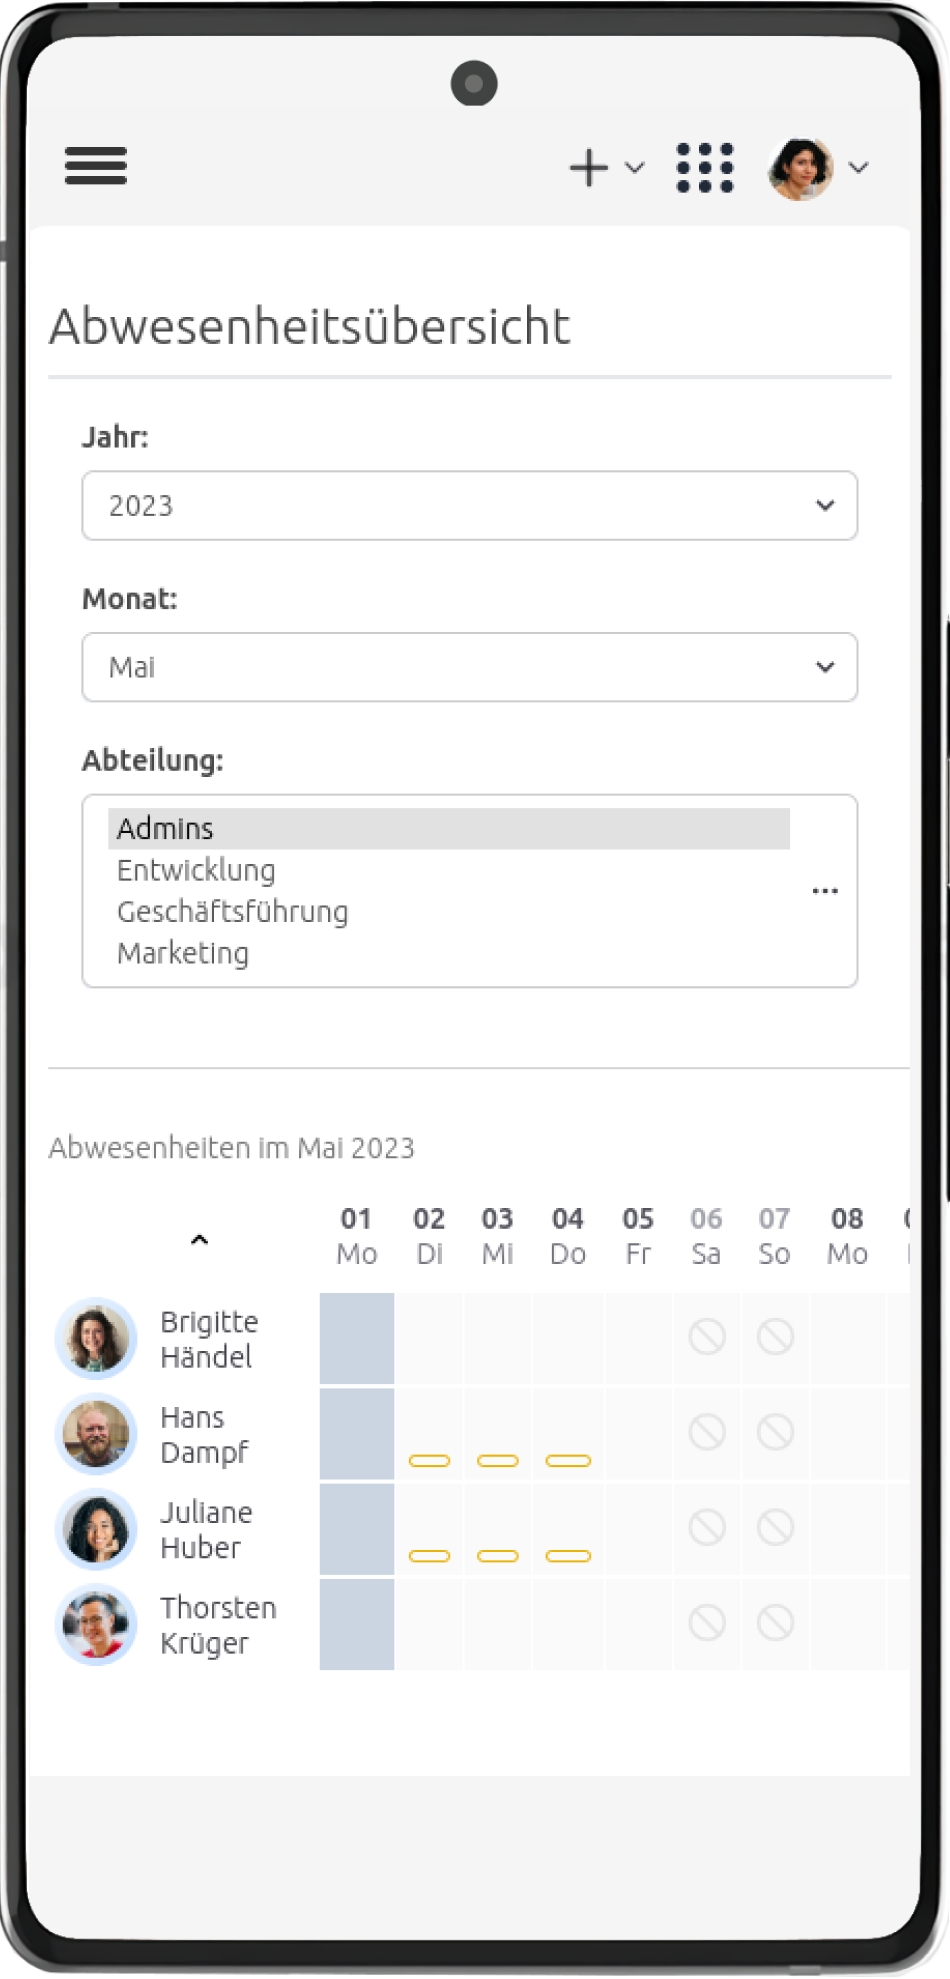 Abwesenheitsübersicht
Jahr:
2023
Monat:
Mai
Abteilung:
Admins
Entwicklung
Geschäftsführung
Marketing
Abwesenheiten im Mai 2023
01 02 03 04 05 06 07 08
Mo Di Mi Do Fr Sa So Mo
Brigitte
Händel
Hans
Dampf
Juliane
Huber
Thorsten
Krüger